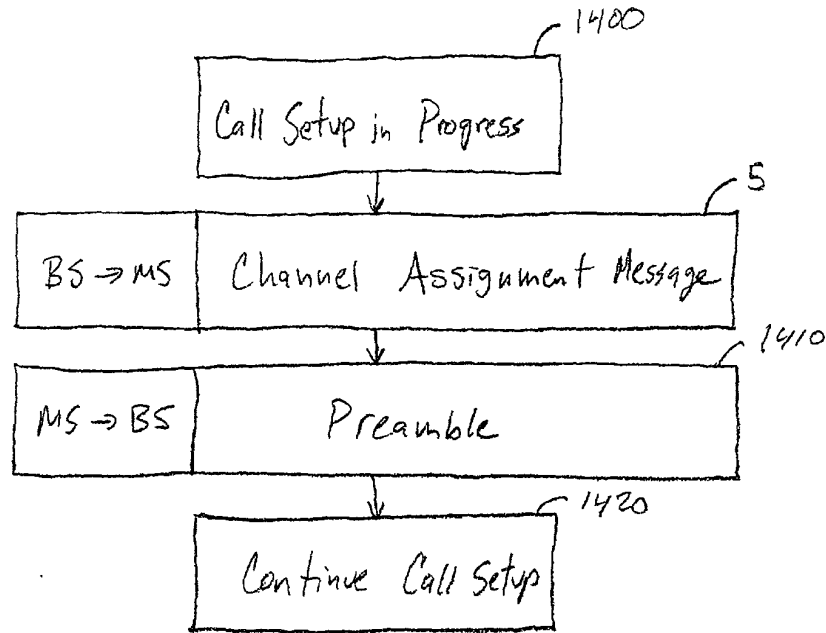 1400
Call Setup in Progress
5
BS → MS Channel Assignment Message
1410
MS → BS Preamble
1420
Continue Call Setup